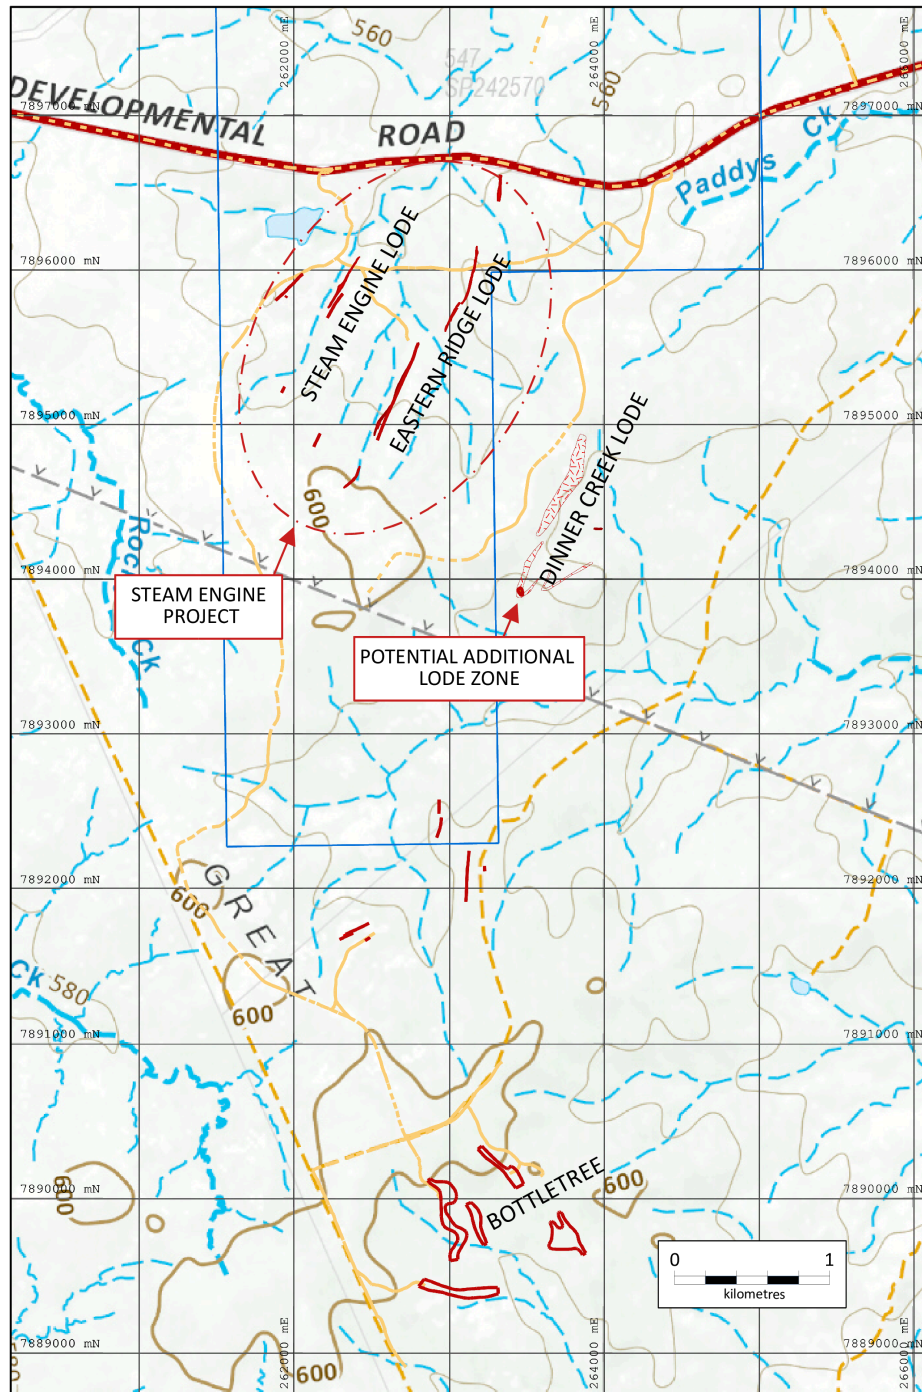 560
262000 mE
264000 mE
266000 mE
547
SP242570
560
DEVELOPMENTAL ROAD
7897000 mN
7897000 mN
Paddys Ck
7896000 mN
7896000 mN
STEAM ENGINE LODE
EASTERN RIDGE LODE
7895000 mN
7895000 mN
DINNER CREEK LODE
600
7894000 mN
7894000 mN
STEAM ENGINE
PROJECT
POTENTIAL ADDITIONAL
LODE ZONE
Ck
7893000 mN
7893000 mN
7892000 mN
7892000 mN
GREAT
600
Ck
580
600
7891000 mN
7891000 mN
600
7890000 mN
7890000 mN
BOTTLETREE
600
0
1
kilometres
7889000 mN
7889000 mN
262000 mE
264000 mE
266000
600